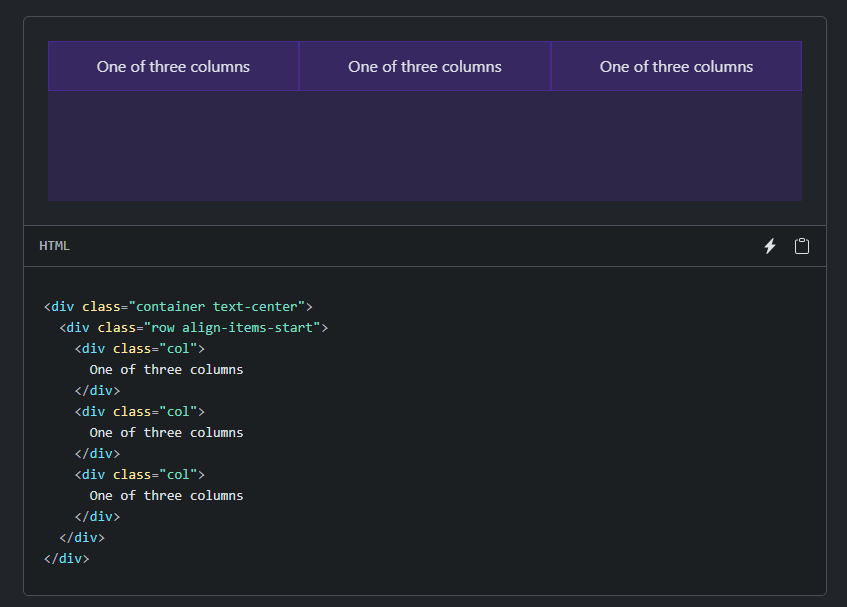 One of three columns One of three columns One of three columns
HTML
<div class="container text-center">
  <div class="row align-items-start">
    <div class="col">
      One of three columns
    </div>
    <div class="col">
      One of three columns
    </div>
    <div class="col">
      One of three columns
    </div>
  </div>
</div>